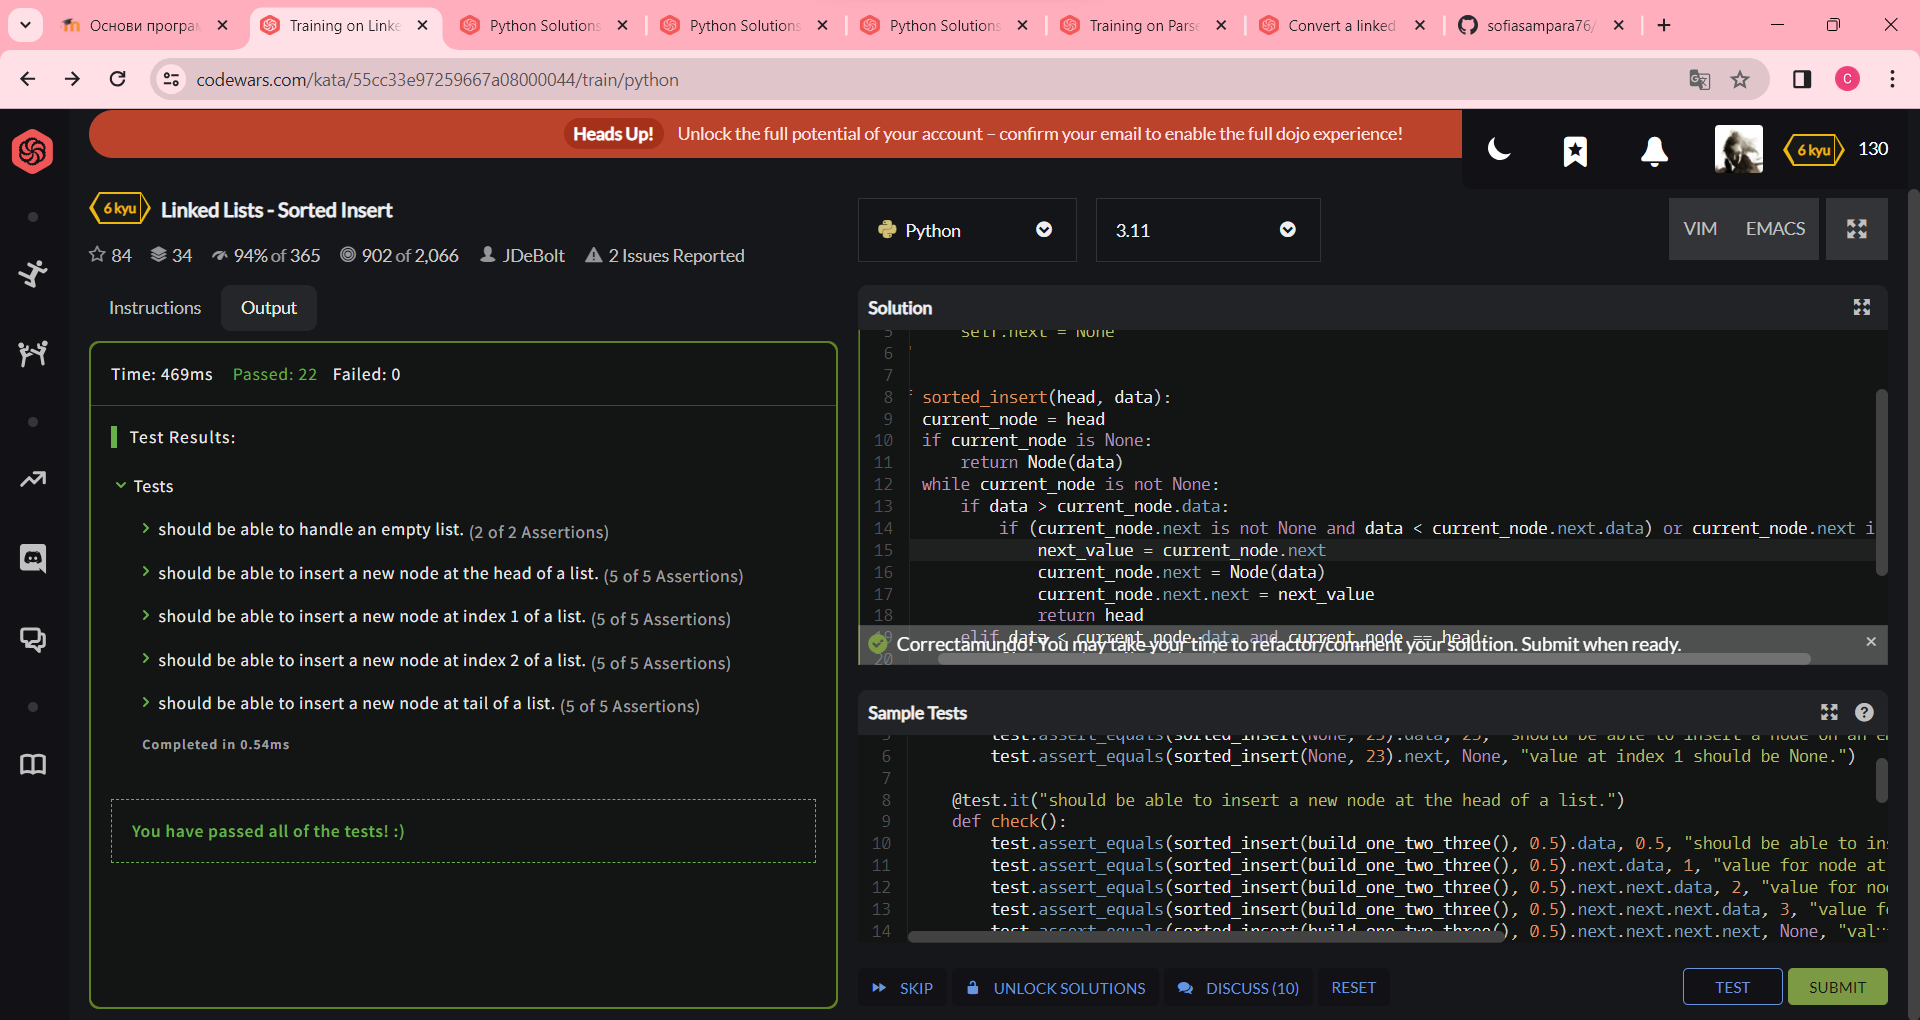 Основи програ
Training on Linke
Python Solutions
Python Solutions
Python Solutions
Training on Parse
Convert a linked
sofiasampara76/
codewars.com/kata/55cc33e97259667a08000044/train/python
C
Heads Up! Unlock the full potential of your account – confirm your email to enable the full dojo experience!
6 kyu 130
6 kyu Linked Lists - Sorted Insert
84 34 94% of 365 902 of 2,066 JDeBolt 2 Issues Reported
Python
3.11
VIM EMACS
Instructions Output
Time: 469ms Passed: 22 Failed: 0
Test Results:
Tests
should be able to handle an empty list. (2 of 2 Assertions)
should be able to insert a new node at the head of a list. (5 of 5 Assertions)
should be able to insert a new node at index 1 of a list. (5 of 5 Assertions)
should be able to insert a new node at index 2 of a list. (5 of 5 Assertions)
should be able to insert a new node at tail of a list. (5 of 5 Assertions)
Completed in 0.54ms
You have passed all of the tests! :)
Solution
5 self.next = None
6
7
8 sorted_insert(head, data):
9 current_node = head
10 if current_node is None:
11 return Node(data)
12 while current_node is not None:
13 if data > current_node.data:
14 if (current_node.next is not None and data < current_node.next.data) or current_node.next i
15 next_value = current_node.next
16 current_node.next = Node(data)
17 current_node.next.next = next_value
18 return head
19 elif data < current_node.data and current_node == head:
20
Correctamundo! You may take your time to refactor/comment your solution. Submit when ready.
Sample Tests
5 test.assert_equals(sorted_insert(None, 23).data, 23, "should be able to insert a node on an e
6 test.assert_equals(sorted_insert(None, 23).next, None, "value at index 1 should be None.")
7
8 @test.it("should be able to insert a new node at the head of a list.")
9 def check():
10 test.assert_equals(sorted_insert(build_one_two_three(), 0.5).data, 0.5, "should be able to in
11 test.assert_equals(sorted_insert(build_one_two_three(), 0.5).next.data, 1, "value for node at
12 test.assert_equals(sorted_insert(build_one_two_three(), 0.5).next.next.data, 2, "value for no
13 test.assert_equals(sorted_insert(build_one_two_three(), 0.5).next.next.next.data, 3, "value f
14 test.assert_equals(sorted_insert(build_one_two_three(), 0.5).next.next.next.next, None, "val
SKIP UNLOCK SOLUTIONS DISCUSS (10) RESET
TEST SUBMIT